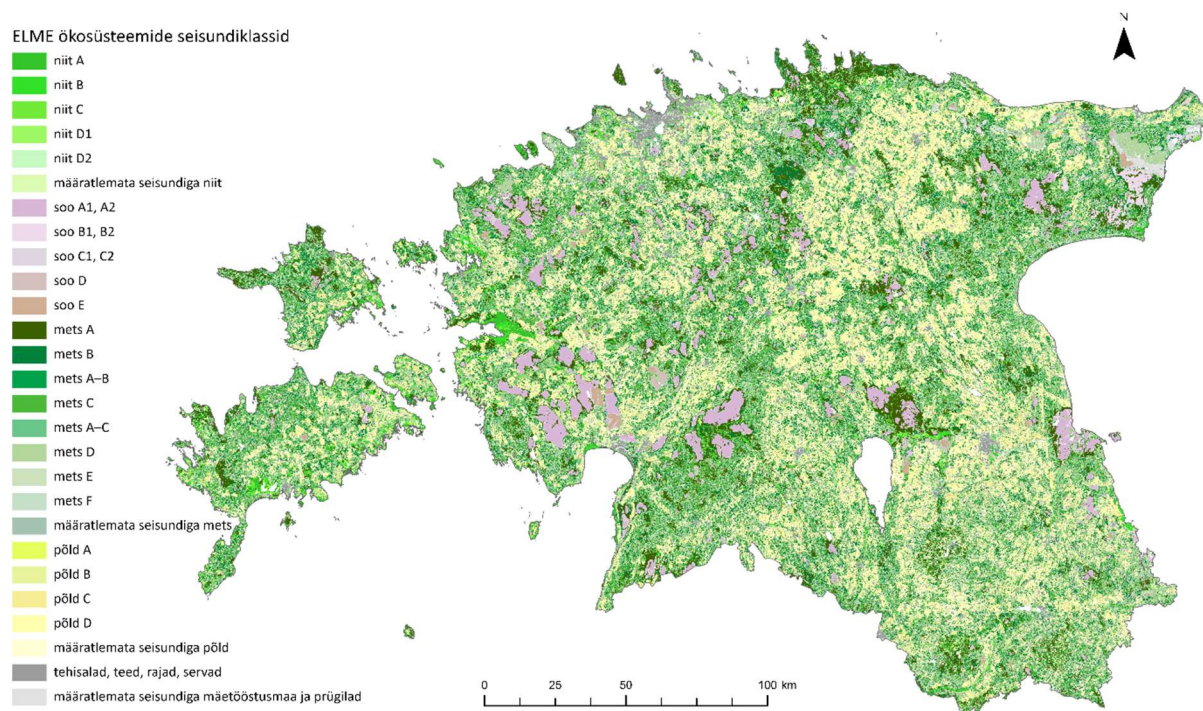 ELME ökosüsteemide seisundiklassid
niit A
niit B
niit C
niit D1
niit D2
määratlemata seisundiga niit
soo A1, A2
soo B1, B2
soo C1, C2
soo D
soo E
mets A
mets B
mets A–B
mets C
mets A–C
mets D
mets E
mets F
määratlemata seisundiga mets
põld A
põld B
põld C
põld D
määratlemata seisundiga põld
tehisalad, teed, rajad, servad
määratlemata seisundiga mäetööstusmaa ja prügilad
N
0 25 50 100 km